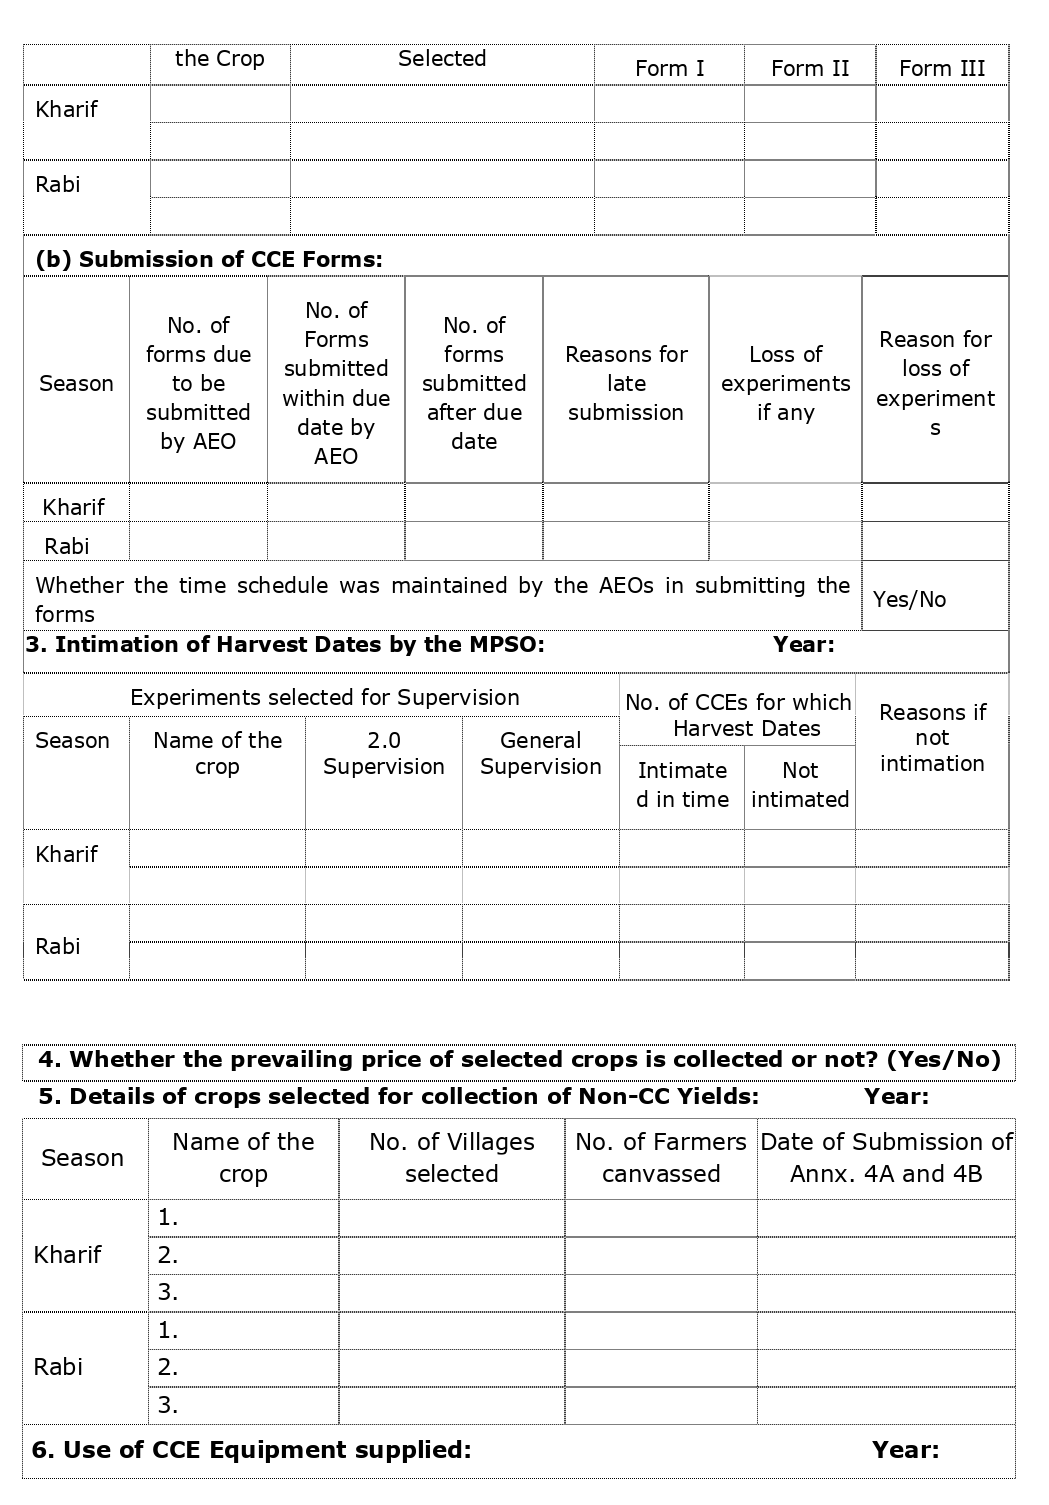 the Crop Selected Form I Form II Form III
Kharif
Rabi
(b) Submission of CCE Forms:
Season
No. of
forms due
to be
submitted
by AEO
No. of
Forms
submitted
within due
date by
AEO
No. of
forms
submitted
after due
date
Reasons for
late
submission
Loss of
experiments
if any
Reason for
loss of
experiment
s
Kharif
Rabi
Whether the time schedule was maintained by the AEOs in submitting the
forms
Yes/No
3. Intimation of Harvest Dates by the MPSO: Year:
Experiments selected for Supervision
No. of CCEs for which
Harvest Dates
Reasons if
not
intimation
Season
Name of the
crop
2.0
Supervision
General
Supervision
Intimate
d in time
Not
intimated
Kharif
Rabi
4. Whether the prevailing price of selected crops is collected or not? (Yes/No)
5. Details of crops selected for collection of Non-CC Yields: Year:
Season
Name of the
crop
No. of Villages
selected
No. of Farmers
canvassed
Date of Submission of
Annx. 4A and 4B
Kharif
1.
2.
3.
Rabi
1.
2.
3.
6. Use of CCE Equipment supplied: Year: